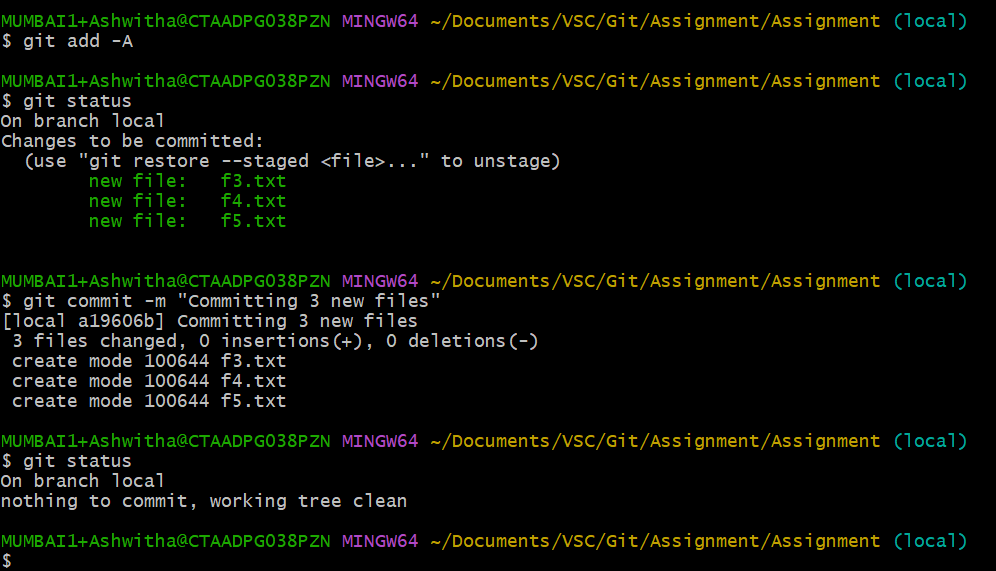 MUMBAI1+Ashwitha@CTAADPG038PZN MINGW64 ~/Documents/VSC/Git/Assignment/Assignment (local)
$ git add -A
MUMBAI1+Ashwitha@CTAADPG038PZN MINGW64 ~/Documents/VSC/Git/Assignment/Assignment (local)
$ git status
On branch local
Changes to be committed:
  (use "git restore --staged <file>..." to unstage)
        new file:   f3.txt
        new file:   f4.txt
        new file:   f5.txt
MUMBAI1+Ashwitha@CTAADPG038PZN MINGW64 ~/Documents/VSC/Git/Assignment/Assignment (local)
$ git commit -m "Committing 3 new files"
[local a19606b] Committing 3 new files
 3 files changed, 0 insertions(+), 0 deletions(-)
 create mode 100644 f3.txt
 create mode 100644 f4.txt
 create mode 100644 f5.txt
MUMBAI1+Ashwitha@CTAADPG038PZN MINGW64 ~/Documents/VSC/Git/Assignment/Assignment (local)
$ git status
On branch local
nothing to commit, working tree clean
MUMBAI1+Ashwitha@CTAADPG038PZN MINGW64 ~/Documents/VSC/Git/Assignment/Assignment (local)
$